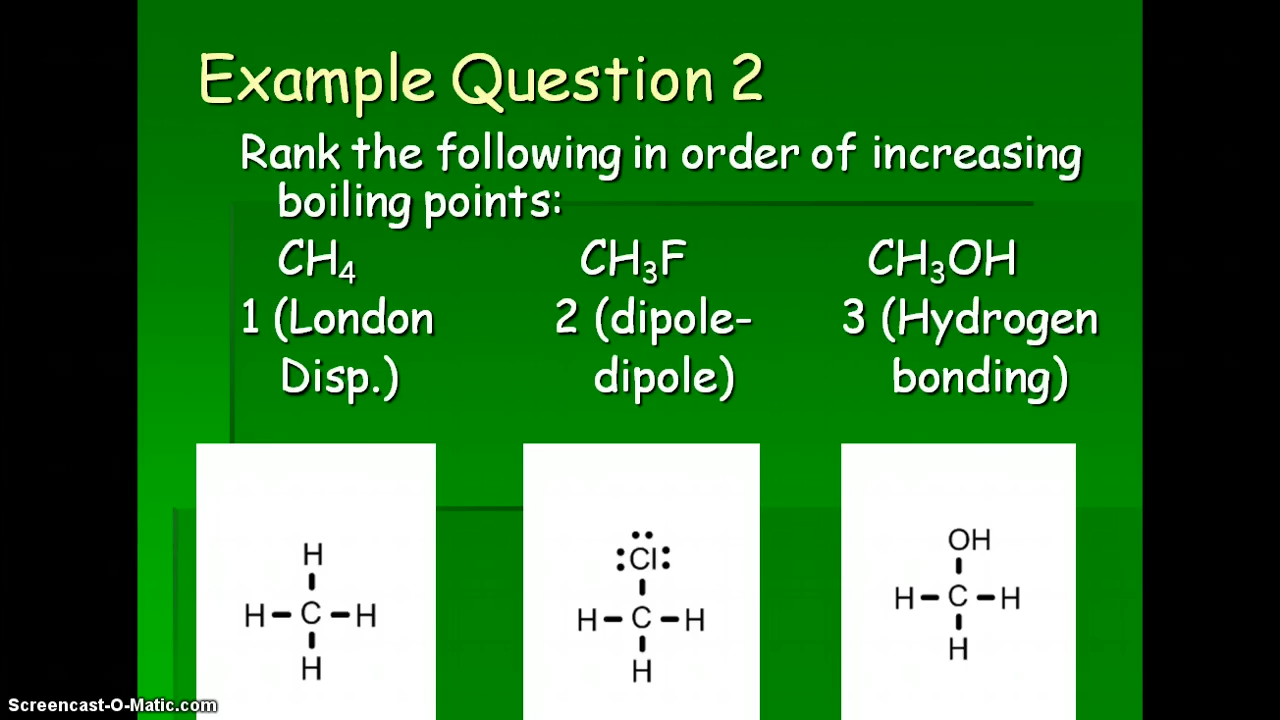 Example Question 2
Rank the following in order of increasing
boiling points:
CH₄ CH₃F CH₃OH
1 (London 2 (dipole- 3 (Hydrogen
Disp.) dipole) bonding)
H
H C H
H
Cl
H C H
H
OH
H C H
H
Screencast-O-Matic.com